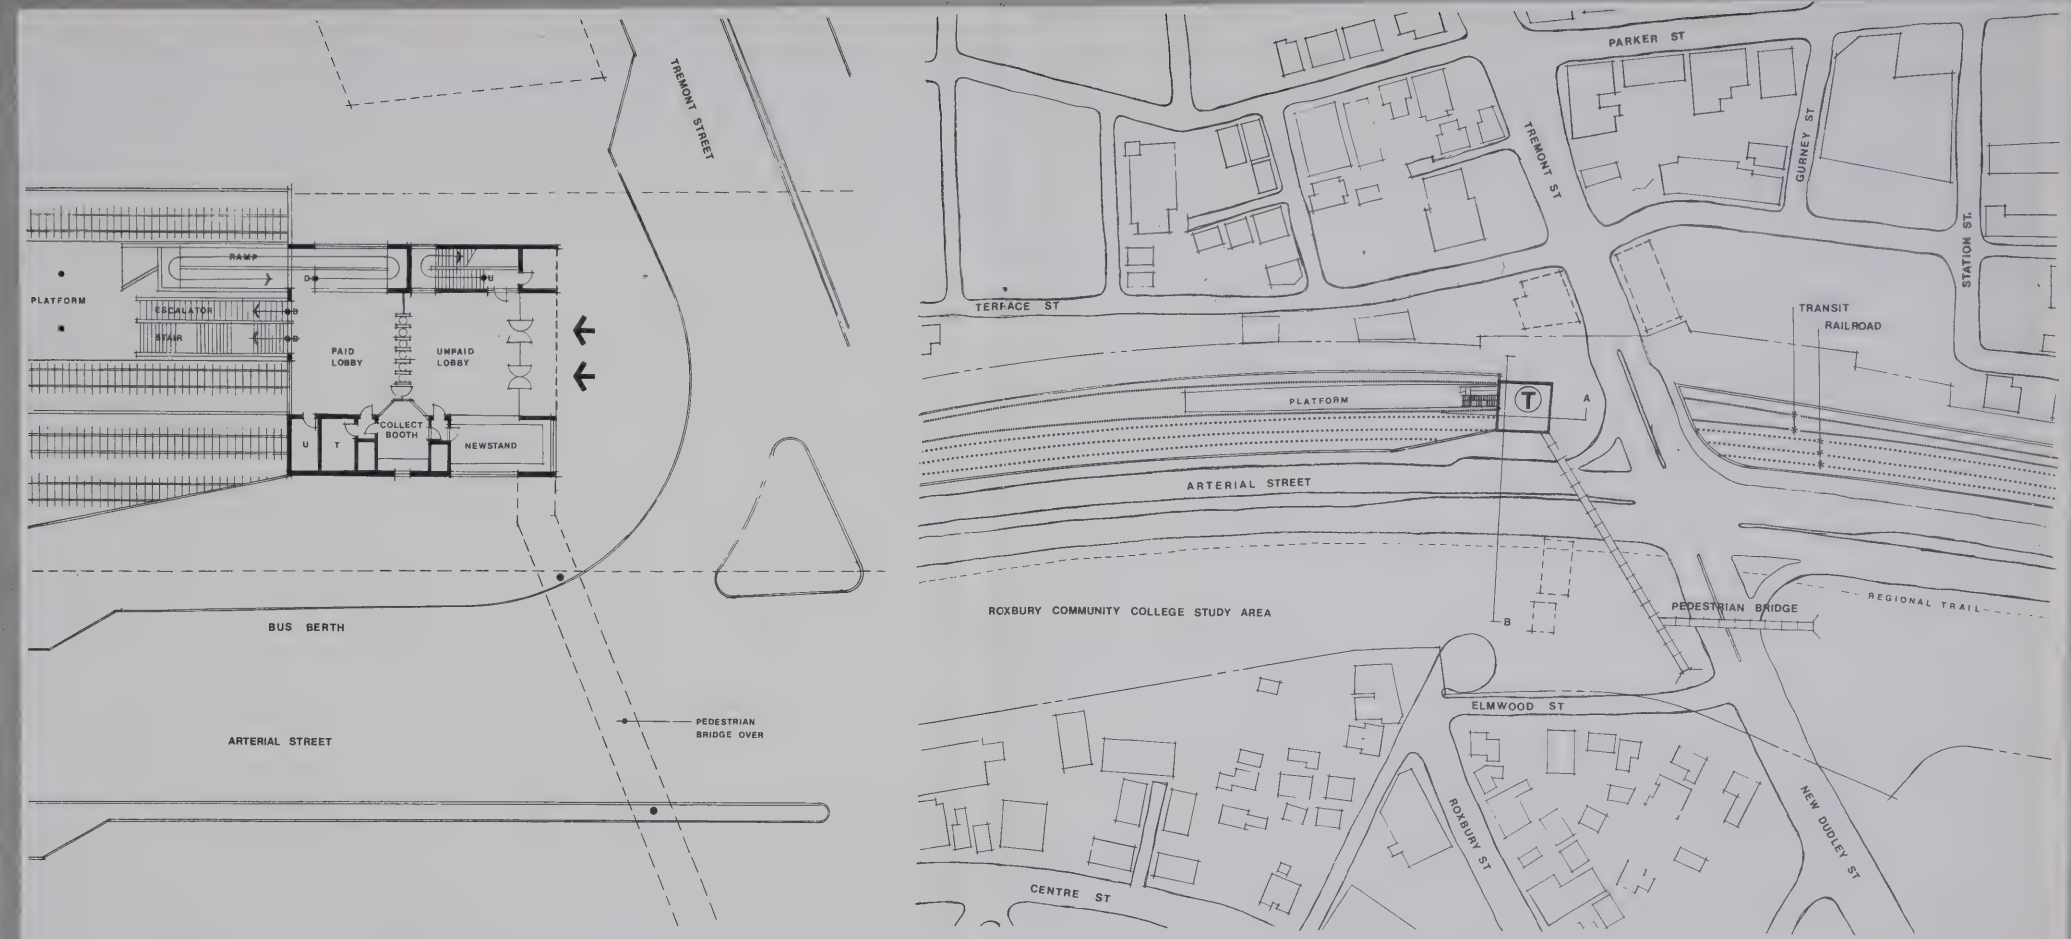 TREMONT STREET
RAMP
D
U
PLATFORM
ESCALATOR
D
STAIR
D
PAID
LOBBY
UNPAID
LOBBY
COLLECT
BOOTH
U
T
NEWSTAND
BUS BERTH
PEDESTRIAN
BRIDGE OVER
ARTERIAL STREET
PARKER ST
TREMONT ST
GURNEY ST
STATION ST.
TERRACE ST
TRANSIT
RAILROAD
PLATFORM
T
A
ARTERIAL STREET
ROXBURY COMMUNITY COLLEGE STUDY AREA
B
PEDESTRIAN BRIDGE
REGIONAL TRAIL
ELMWOOD ST
ROXBURY ST
NEW DUDLEY ST
CENTRE ST